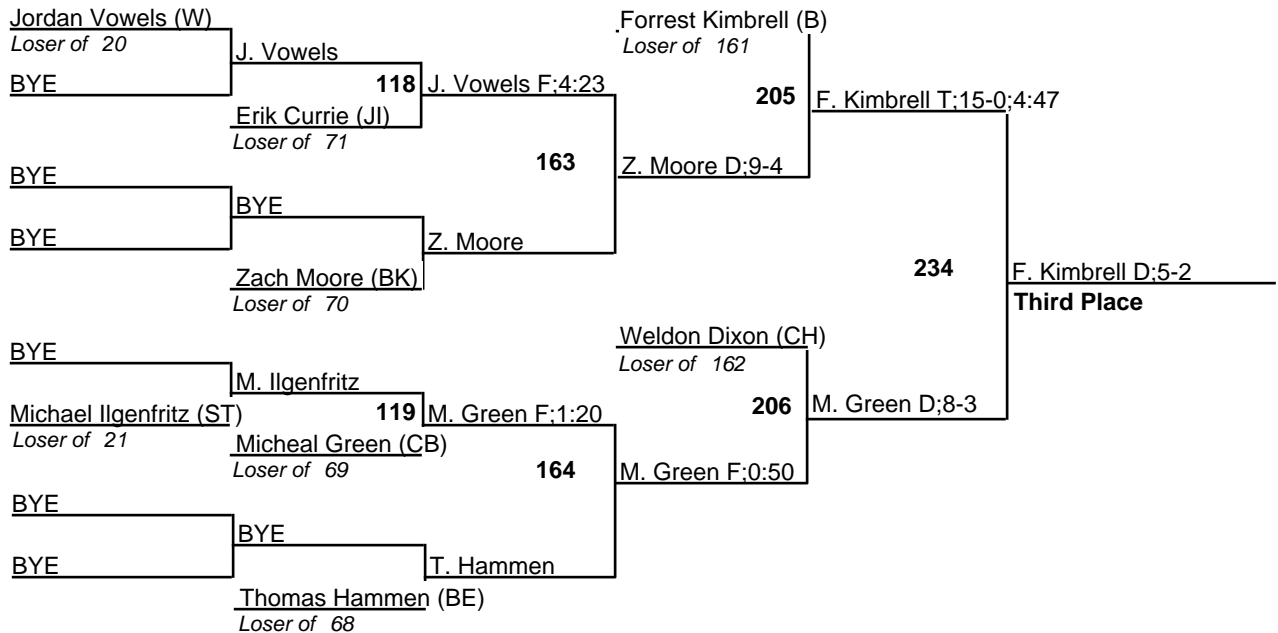 Jordan Vowels (W)
Loser of 20
BYE
J. Vowels
118
Erik Currie (JI)
Loser of 71
J. Vowels F;4:23
BYE
BYE
BYE
Zach Moore (BK)
Loser of 70
Z. Moore
163
Z. Moore D;9-4
Forrest Kimbrell (B)
Loser of 161
205
F. Kimbrell T;15-0;4:47
BYE
Michael Ilgenfritz (ST)
Loser of 21
M. Ilgenfritz
119
Micheal Green (CB)
Loser of 69
M. Green F;1:20
BYE
BYE
BYE
Thomas Hammen (BE)
Loser of 68
T. Hammen
164
M. Green F;0:50
Weldon Dixon (CH)
Loser of 162
206
M. Green D;8-3
234
F. Kimbrell D;5-2
Third Place